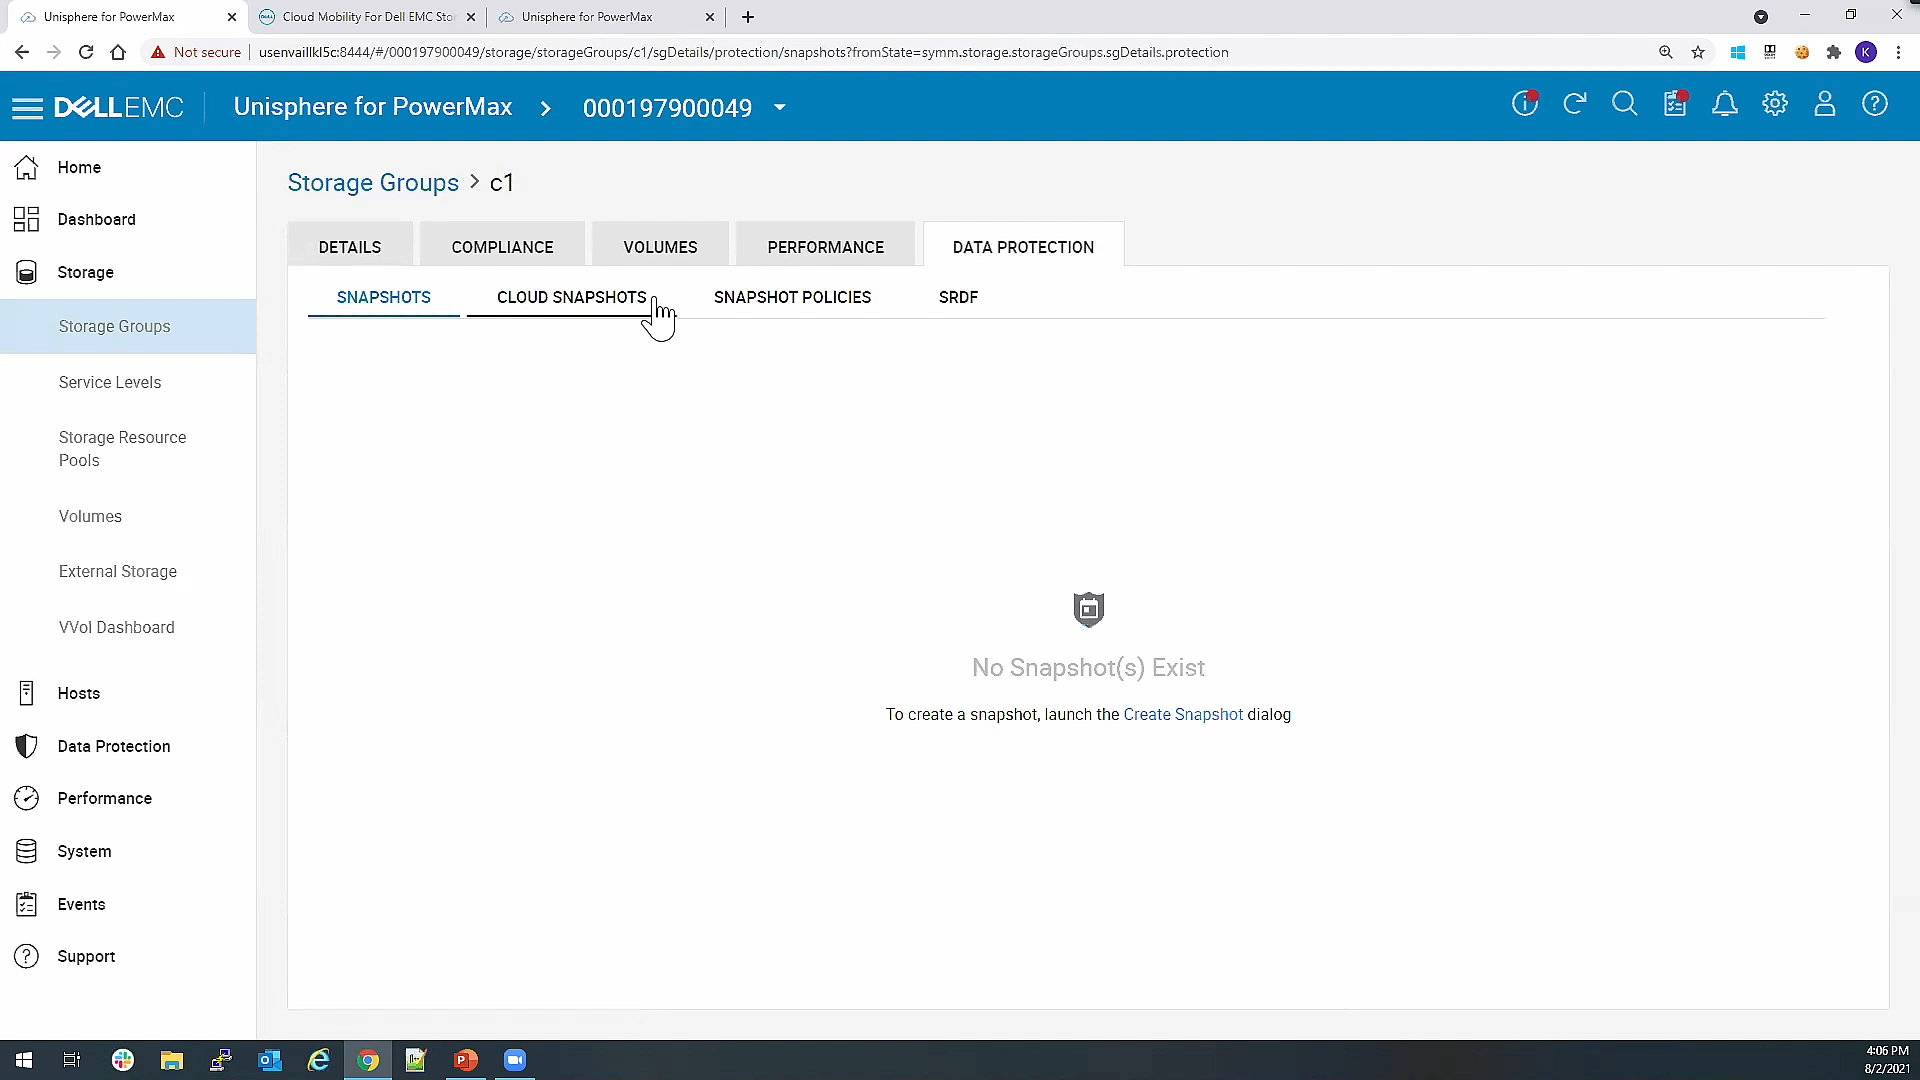 Unisphere for PowerMax
Cloud Mobility For Dell EMC Sto
Unisphere for PowerMax
Not secure
usenvaillkl5c:8444/#/000197900049/storage/storageGroups/c1/sgDetails/protection/snapshots?fromState=symm.storage.storageGroups.sgDetails.protection
K
DELLEMC
Unisphere for PowerMax > 000197900049
Home
Dashboard
Storage
Storage Groups
Service Levels
Storage Resource
Pools
Volumes
External Storage
VVol Dashboard
Hosts
Data Protection
Performance
System
Events
Support
Storage Groups > c1
DETAILS
COMPLIANCE
VOLUMES
PERFORMANCE
DATA PROTECTION
SNAPSHOTS
CLOUD SNAPSHOTS
SNAPSHOT POLICIES
SRDF
No Snapshot(s) Exist
To create a snapshot, launch the Create Snapshot dialog
4:06 PM
8/2/2021